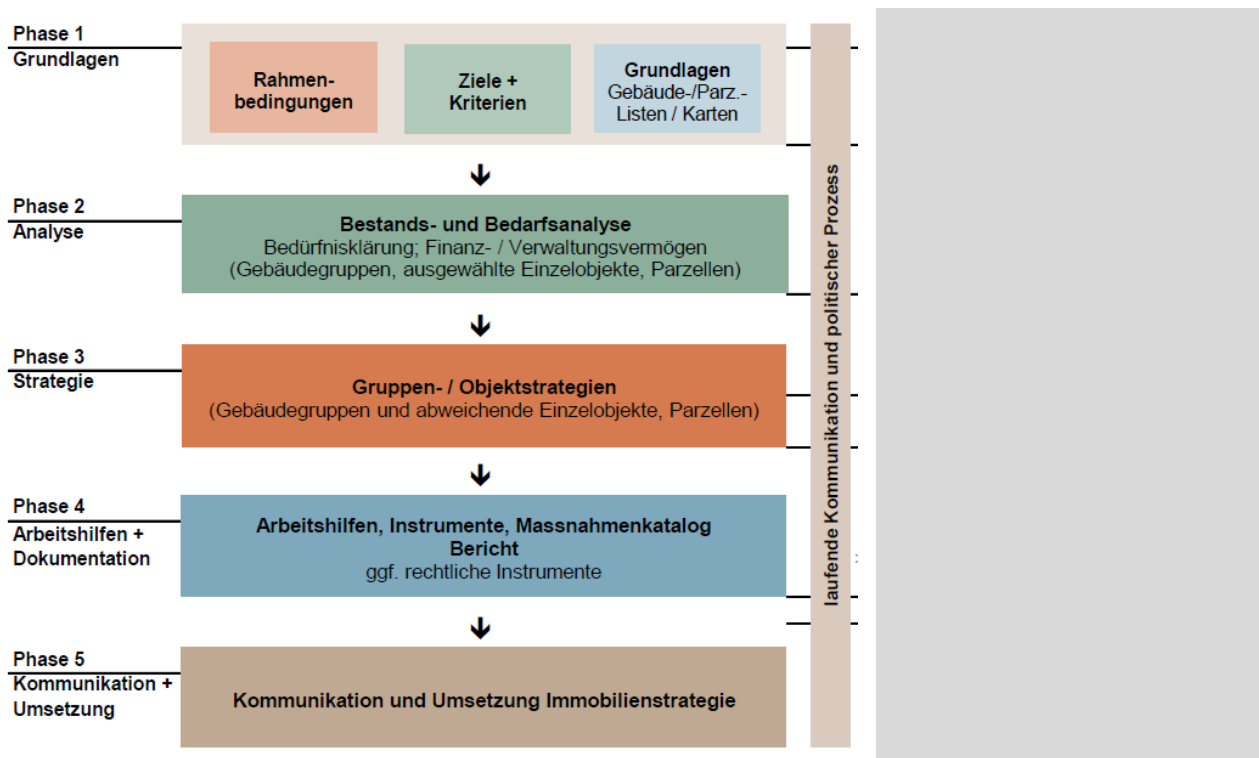 Phase 1
Grundlagen
Rahmen-
bedingungen
Ziele +
Kriterien
Grundlagen
Gebäude-/Parz.-
Listen / Karten
Phase 2
Analyse
Bestands- und Bedarfsanalyse
Bedürfnisklärung; Finanz- / Verwaltungsvermögen
(Gebäudegruppen, ausgewählte Einzelobjekte, Parzellen)
Phase 3
Strategie
Gruppen- / Objektstrategien
(Gebäudegruppen und abweichende Einzelobjekte, Parzellen)
Phase 4
Arbeitshilfen +
Dokumentation
Arbeitshilfen, Instrumente, Massnahmenkatalog
Bericht
ggf. rechtliche Instrumente
Phase 5
Kommunikation +
Umsetzung
Kommunikation und Umsetzung Immobilienstrategie
laufende Kommunikation und politischer Prozess